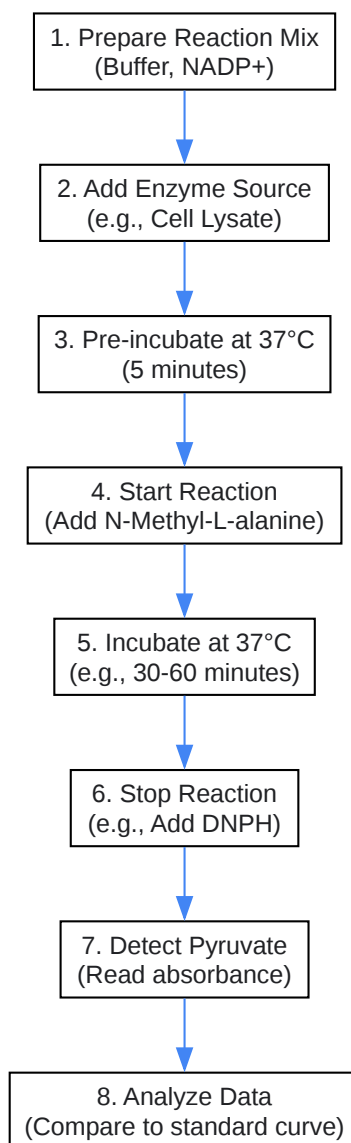 1. Prepare Reaction Mix
(Buffer, NADP+)
2. Add Enzyme Source
(e.g., Cell Lysate)
3. Pre-incubate at 37°C
(5 minutes)
4. Start Reaction
(Add N-Methyl-L-alanine)
5. Incubate at 37°C
(e.g., 30-60 minutes)
6. Stop Reaction
(e.g., Add DNPH)
7. Detect Pyruvate
(Read absorbance)
8. Analyze Data
(Compare to standard curve)